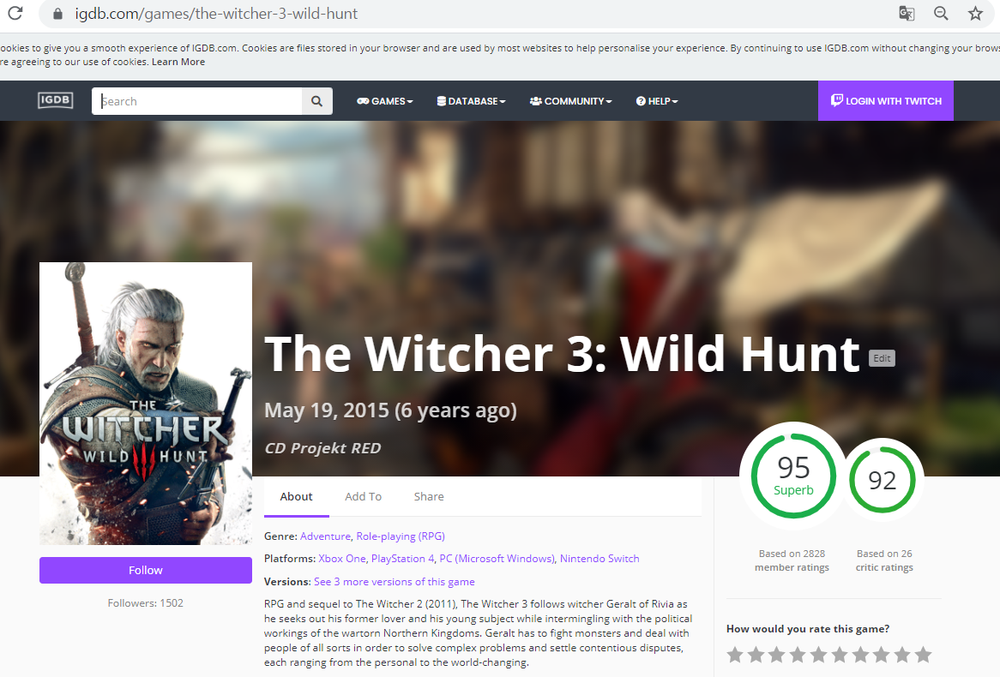 igdb.com/games/the-witcher-3-wild-hunt
ookies to give you a smooth experience of IGDB.com. Cookies are files stored in your browser and are used by most websites to help personalise your experience. By continuing to use IGDB.com without changing your brows
re agreeing to our use of cookies. Learn More
IGDB
Search
GAMES
DATABASE
COMMUNITY
HELP
LOGIN WITH TWITCH
THE
WITCHER
WILD HUNT
The Witcher 3: Wild Hunt
Edit
May 19, 2015 (6 years ago)
CD Projekt RED
95
Superb
92
About
Add To
Share
Based on 2828
member ratings
Based on 26
critic ratings
Genre: Adventure, Role-playing (RPG)
Platforms: Xbox One, PlayStation 4, PC (Microsoft Windows), Nintendo Switch
Versions: See 3 more versions of this game
RPG and sequel to The Witcher 2 (2011), The Witcher 3 follows witcher Geralt of Rivia as
he seeks out his former lover and his young subject while intermingling with the political
workings of the wartorn Northern Kingdoms. Geralt has to fight monsters and deal with
people of all sorts in order to solve complex problems and settle contentious disputes,
each ranging from the personal to the world-changing.
Follow
Followers: 1502
How would you rate this game?